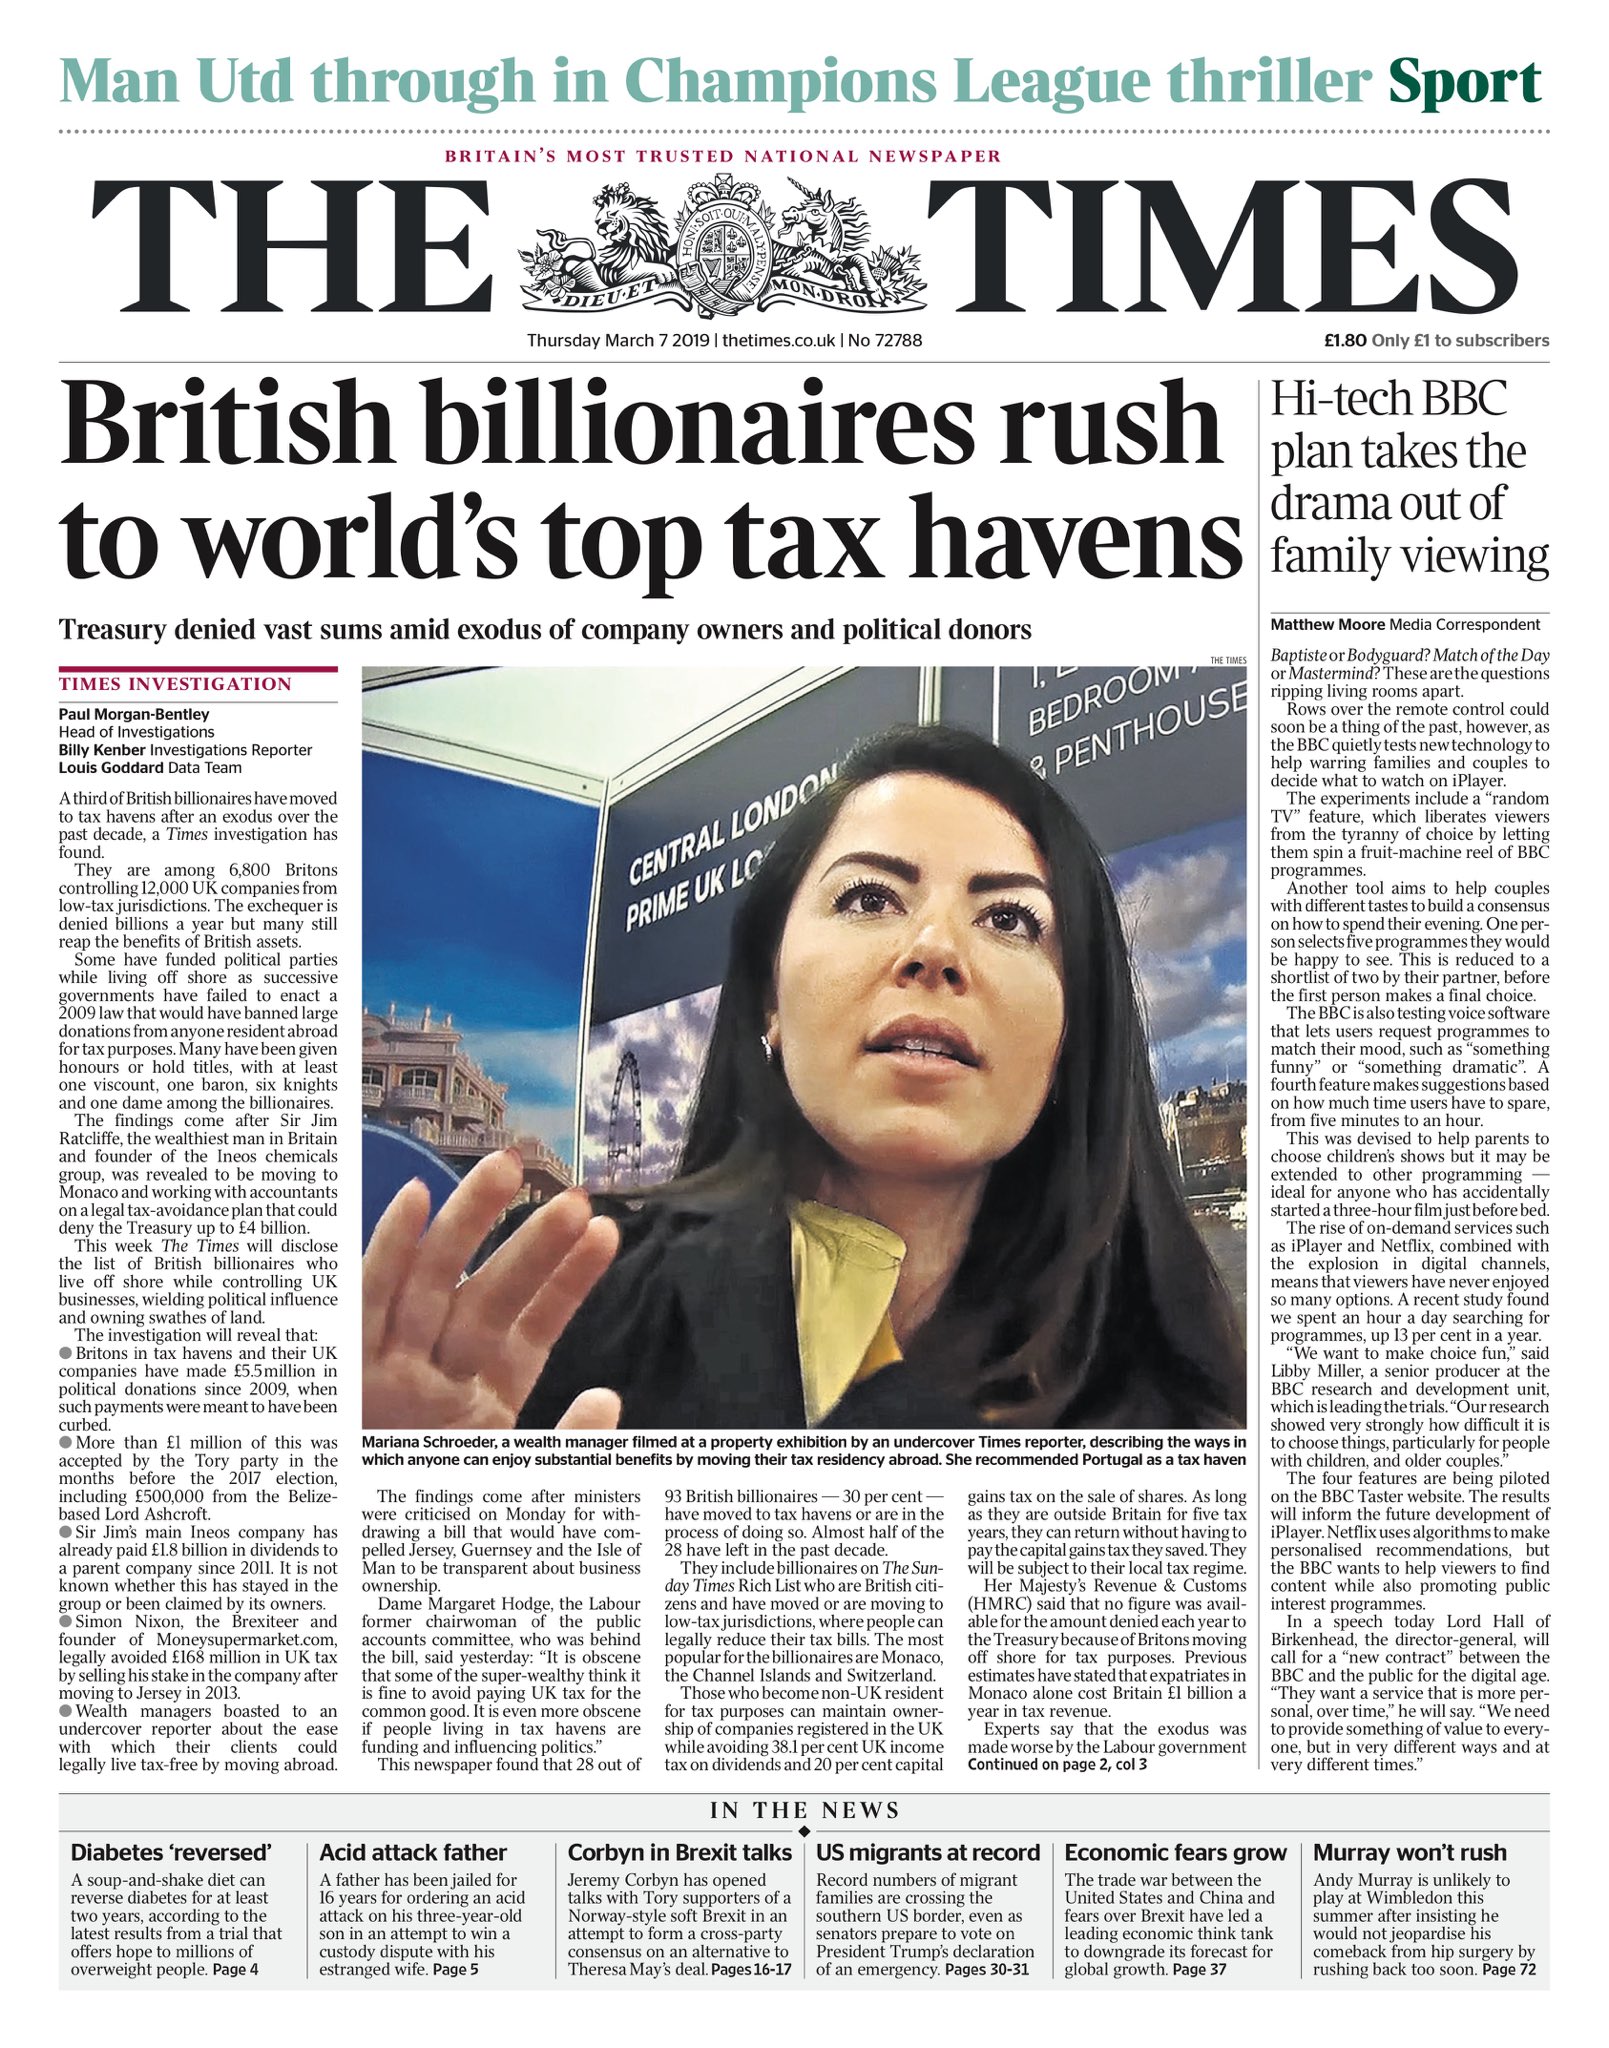 Man Utd through in Champions League thriller Sport
BRITAIN'S MOST TRUSTED NATIONAL NEWSPAPER
THE TIMES
HONI·SOIT·QUI·MAL·Y·PENSE
DIEU·ET MON·DROIT
Thursday March 7 2019 | thetimes.co.uk | No 72788
£1.80 Only £1 to subscribers
British billionaires rush
to world's top tax havens
Treasury denied vast sums amid exodus of company owners and political donors
TIMES INVESTIGATION
Paul Morgan-Bentley
Head of Investigations
Billy Kenber Investigations Reporter
Louis Goddard Data Team
A third of British billionaires have moved
to tax havens after an exodus over the
past decade, a Times investigation has
found.
They are among 6,800 Britons
controlling 12,000 UK companies from
low-tax jurisdictions. The exchequer is
denied billions a year but many still
reap the benefits of British assets.
Some have funded political parties
while living off shore as successive
governments have failed to enact a
2009 law that would have banned large
donations from anyone resident abroad
for tax purposes. Many have been given
honours or hold titles, with at least
one viscount, one baron, six knights
and one dame among the billionaires.
The findings come after Sir Jim
Ratcliffe, the wealthiest man in Britain
and founder of the Ineos chemicals
group, was revealed to be moving to
Monaco and working with accountants
on a legal tax-avoidance plan that could
deny the Treasury up to £4 billion.
This week The Times will disclose
the list of British billionaires who
live off shore while controlling UK
businesses, wielding political influence
and owning swathes of land.
The investigation will reveal that:
● Britons in tax havens and their UK
companies have made £5.5million in
political donations since 2009, when
such payments were meant to have been
curbed.
● More than £1 million of this was
accepted by the Tory party in the
months before the 2017 election,
including £500,000 from the Belize-
based Lord Ashcroft.
● Sir Jim's main Ineos company has
already paid £1.8 billion in dividends to
a parent company since 2011. It is not
known whether this has stayed in the
group or been claimed by its owners.
● Simon Nixon, the Brexiteer and
founder of Moneysupermarket.com,
legally avoided £168 million in UK tax
by selling his stake in the company after
moving to Jersey in 2013.
● Wealth managers boasted to an
undercover reporter about the ease
with which their clients could
legally live tax-free by moving abroad.
THE TIMES
BEDROOM
& PENTHOUSE
CENTRAL LONDON
PRIME UK
Mariana Schroeder, a wealth manager filmed at a property exhibition by an undercover Times reporter, describing the ways in
which anyone can enjoy substantial benefits by moving their tax residency abroad. She recommended Portugal as a tax haven
The findings come after ministers
were criticised on Monday for with-
drawing a bill that would have com-
pelled Jersey, Guernsey and the Isle of
Man to be transparent about business
ownership.
Dame Margaret Hodge, the Labour
former chairwoman of the public
accounts committee, who was behind
the bill, said yesterday: "It is obscene
that some of the super-wealthy think it
is fine to avoid paying UK tax for the
common good. It is even more obscene
if people living in tax havens are
funding and influencing politics."
This newspaper found that 28 out of
93 British billionaires — 30 per cent —
have moved to tax havens or are in the
process of doing so. Almost half of the
28 have left in the past decade.
They include billionaires on The Sun-
day Times Rich List who are British citi-
zens and have moved or are moving to
low-tax jurisdictions, where people can
legally reduce their tax bills. The most
popular for the billionaires are Monaco,
the Channel Islands and Switzerland.
Those who become non-UK resident
for tax purposes can maintain owner-
ship of companies registered in the UK
while avoiding 38.1 per cent UK income
tax on dividends and 20 per cent capital
gains tax on the sale of shares. As long
as they are outside Britain for five tax
years, they can return without having to
pay the capital gains tax they saved. They
will be subject to their local tax regime.
Her Majesty's Revenue & Customs
(HMRC) said that no figure was avail-
able for the amount denied each year to
the Treasury because of Britons moving
off shore for tax purposes. Previous
estimates have stated that expatriates in
Monaco alone cost Britain £1 billion a
year in tax revenue.
Experts say that the exodus was
made worse by the Labour government
Continued on page 2, col 3
Hi-tech BBC
plan takes the
drama out of
family viewing
Matthew Moore Media Correspondent
Baptiste or Bodyguard? Match of the Day
or Mastermind? These are the questions
ripping living rooms apart.
Rows over the remote control could
soon be a thing of the past, however, as
the BBC quietly tests new technology to
help warring families and couples to
decide what to watch on iPlayer.
The experiments include a "random
TV" feature, which liberates viewers
from the tyranny of choice by letting
them spin a fruit-machine reel of BBC
programmes.
Another tool aims to help couples
with different tastes to build a consensus
on how to spend their evening. One per-
son selects five programmes they would
be happy to see. This is reduced to a
shortlist of two by their partner, before
the first person makes a final choice.
The BBC is also testing voice software
that lets users request programmes to
match their mood, such as "something
funny" or "something dramatic". A
fourth feature makes suggestions based
on how much time users have to spare,
from five minutes to an hour.
This was devised to help parents to
choose children's shows but it may be
extended to other programming —
ideal for anyone who has accidentally
started a three-hour film just before bed.
The rise of on-demand services such
as iPlayer and Netflix, combined with
the explosion in digital channels,
means that viewers have never enjoyed
so many options. A recent study found
we spent an hour a day searching for
programmes, up 13 per cent in a year.
"We want to make choice fun," said
Libby Miller, a senior producer at the
BBC research and development unit,
which is leading the trials. "Our research
showed very strongly how difficult it is
to choose things, particularly for people
with children, and older couples."
The four features are being piloted
on the BBC Taster website. The results
will inform the future development of
iPlayer. Netflix uses algorithms to make
personalised recommendations, but
the BBC wants to help viewers to find
content while also promoting public
interest programmes.
In a speech today Lord Hall of
Birkenhead, the director-general, will
call for a "new contract" between the
BBC and the public for the digital age.
"They want a service that is more per-
sonal, over time," he will say. "We need
to provide something of value to every-
one, but in very different ways and at
very different times."
IN THE NEWS
Diabetes 'reversed'
A soup-and-shake diet can
reverse diabetes for at least
two years, according to the
latest results from a trial that
offers hope to millions of
overweight people. Page 4
Acid attack father
A father has been jailed for
16 years for ordering an acid
attack on his three-year-old
son in an attempt to win a
custody dispute with his
estranged wife. Page 5
Corbyn in Brexit talks
Jeremy Corbyn has opened
talks with Tory supporters of a
Norway-style soft Brexit in an
attempt to form a cross-party
consensus on an alternative to
Theresa May's deal. Pages 16-17
US migrants at record
Record numbers of migrant
families are crossing the
southern US border, even as
senators prepare to vote on
President Trump's declaration
of an emergency. Pages 30-31
Economic fears grow
The trade war between the
United States and China and
fears over Brexit have led a
leading economic think tank
to downgrade its forecast for
global growth. Page 37
Murray won't rush
Andy Murray is unlikely to
play at Wimbledon this
summer after insisting he
would not jeopardise his
comeback from hip surgery by
rushing back too soon. Page 72